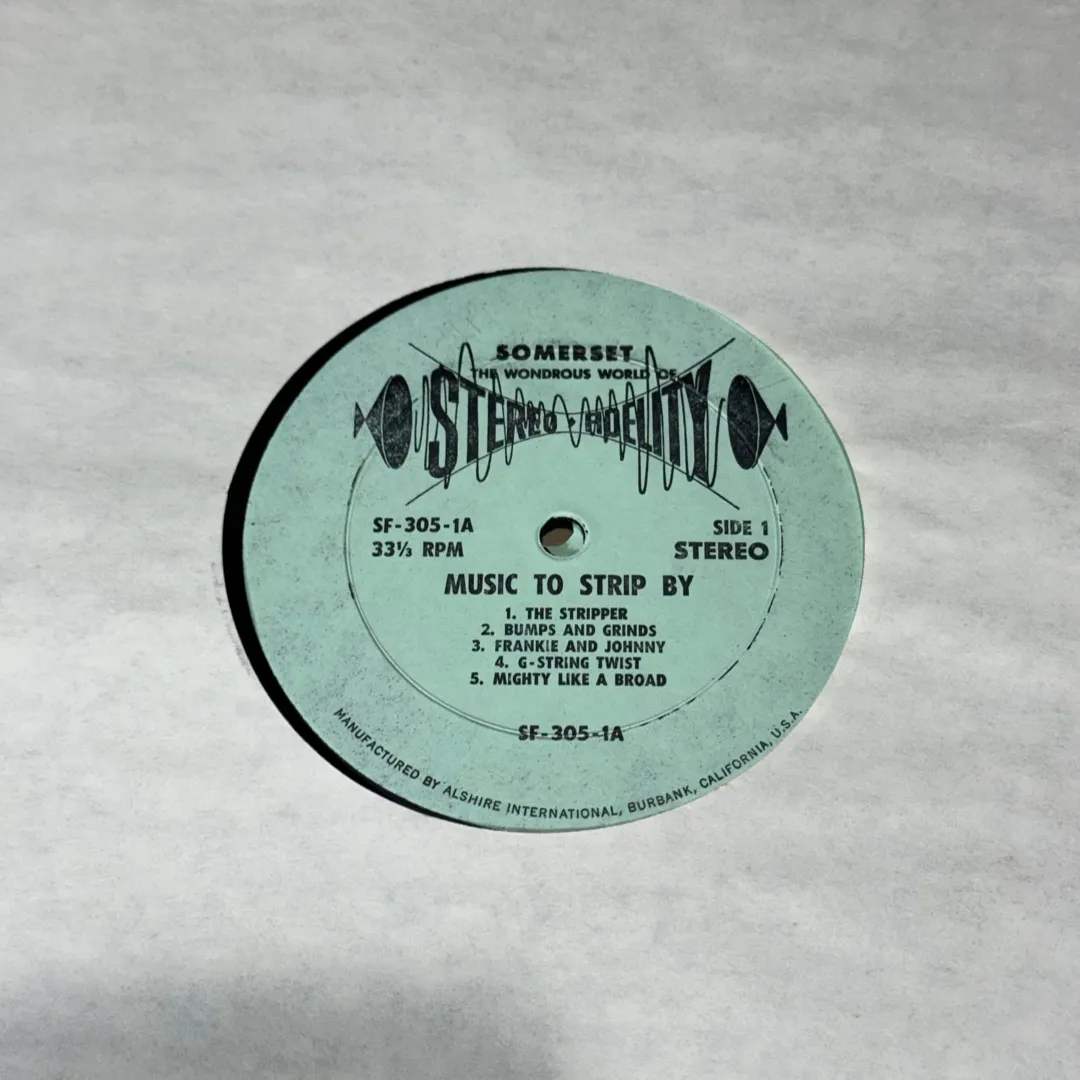 SOMERSET
THE WONDROUS WORLD OF
STEREO • FIDELITY
SF-305-1A
SIDE 1
33⅓ RPM
STEREO
MUSIC TO STRIP BY
1. THE STRIPPER
2. BUMPS AND GRINDS
3. FRANKIE AND JOHNNY
4. G-STRING TWIST
5. MIGHTY LIKE A BROAD
SF-305-1A
MANUFACTURED BY ALSHIRE INTERNATIONAL, BURBANK, CALIFORNIA, U.S.A.